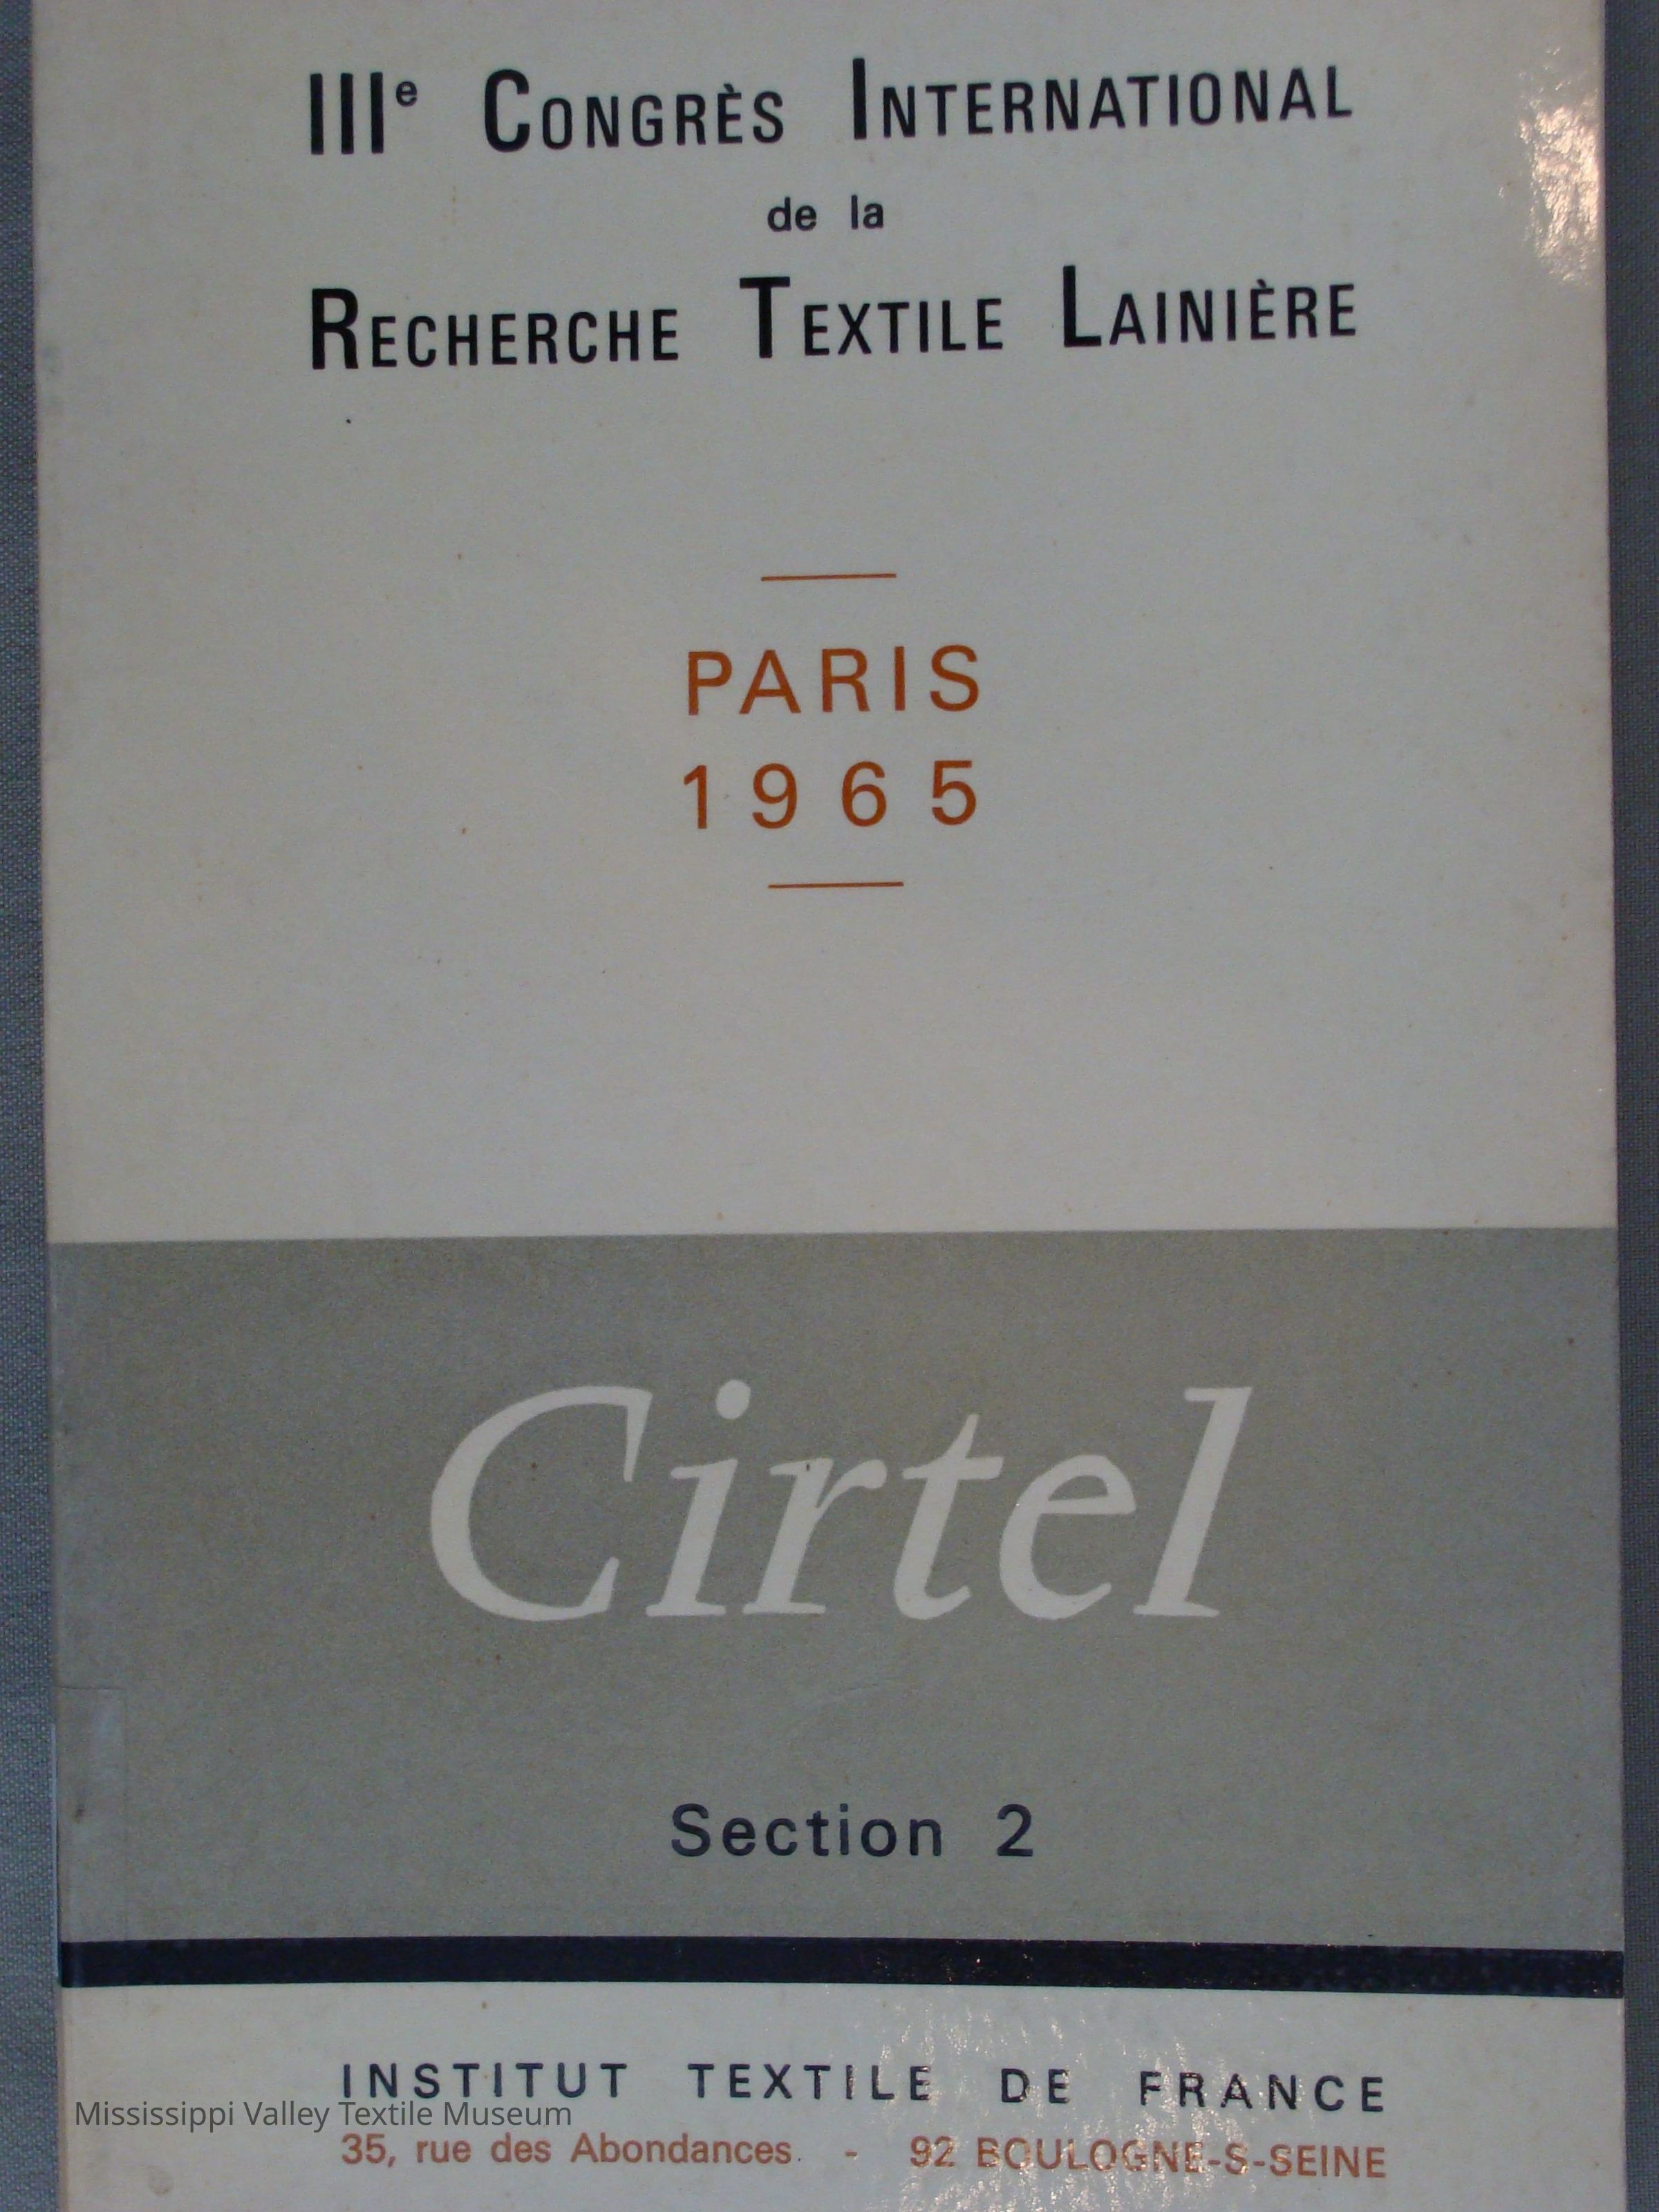 IIIe CONGRÈS INTERNATIONAL
de la
RECHERCHE TEXTILE LAINIÈRE
PARIS
1965
Cirtel
Section 2
INSTITUT TEXTILE DE FRANCE
Mississippi Valley Textile Museum
35, rue des Abondances. - 92 BOULOGNE-S-SEINE